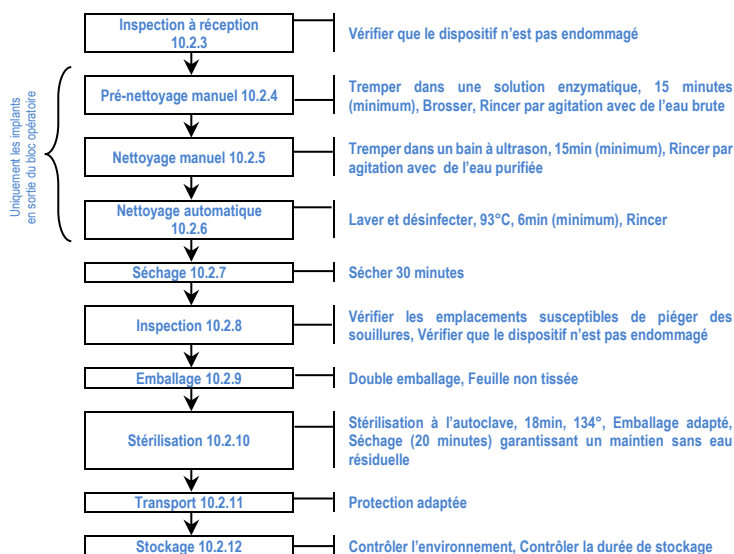 Inspection à réception
10.2.3
Vérifier que le dispositif n'est pas endommagé
Uniquement les implants
en sortie du bloc opératoire
Pré-nettoyage manuel 10.2.4
Tremper dans une solution enzymatique, 15 minutes
(minimum), Brosser, Rincer par agitation avec de l'eau brute
Nettoyage manuel 10.2.5
Tremper dans un bain à ultrason, 15min (minimum), Rincer par
agitation avec de l'eau purifiée
Nettoyage automatique
10.2.6
Laver et désinfecter, 93°C, 6min (minimum), Rincer
Séchage 10.2.7
Sécher 30 minutes
Inspection 10.2.8
Vérifier les emplacements susceptibles de piéger des
souillures, Vérifier que le dispositif n'est pas endommagé
Emballage 10.2.9
Double emballage, Feuille non tissée
Stérilisation 10.2.10
Stérilisation à l'autoclave, 18min, 134°, Emballage adapté,
Séchage (20 minutes) garantissant un maintien sans eau
résiduelle
Transport 10.2.11
Protection adaptée
Stockage 10.2.12
Contrôler l'environnement, Contrôler la durée de stockage